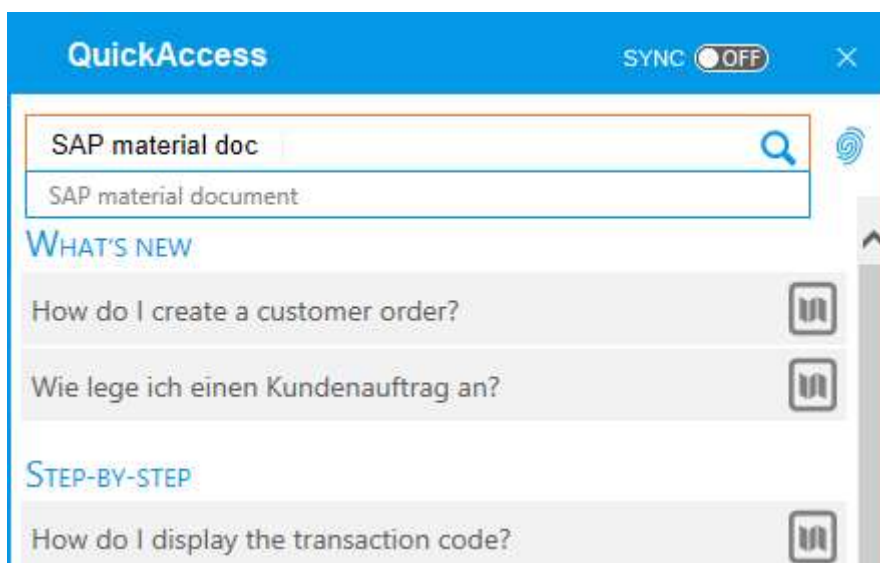 QuickAccess SYNC OFF
SAP material doc
SAP material document
WHAT'S NEW
How do I create a customer order?
Wie lege ich einen Kundenauftrag an?
STEP-BY-STEP
How do I display the transaction code?